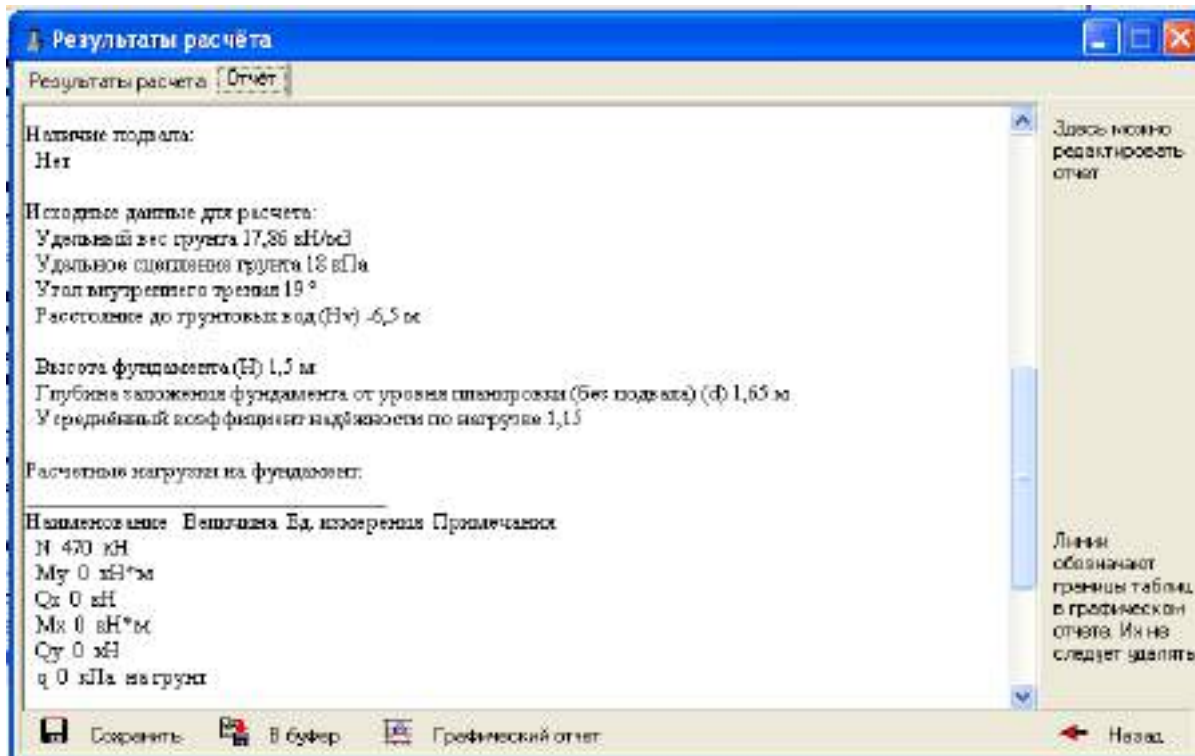 Результаты расчёта
Результаты расчета Отчет
Наличие подвала:
Нет
Исходные данные для расчета:
Удельный вес грунта 17,86 кН/м3
Удельное сцепление грунта 18 кПа
Угол внутреннего трения 19 °
Расстояние до грунтовых вод (Hv) -6,5 м
Высота фундамента (H) 1,5 м
Глубина заложения фундамента от уровня планировки (без подвала) (d) 1,65 м
Усреднённый коэффициент надёжности по нагрузке 1,15
Расчетные нагрузки на фундамент:
Наименование Величина Ед. измерения Примечания
N 470 кН
My 0 кН*м
Qx 0 кН
Mx 0 кН*м
Qy 0 кН
q 0 кПа на грунт
Здесь можно
редактировать
отчет
Линии
обозначают
границы таблиц
в графическом
отчете. Их не
следует удалять
Сохранить В буфер Графический отчет Назад